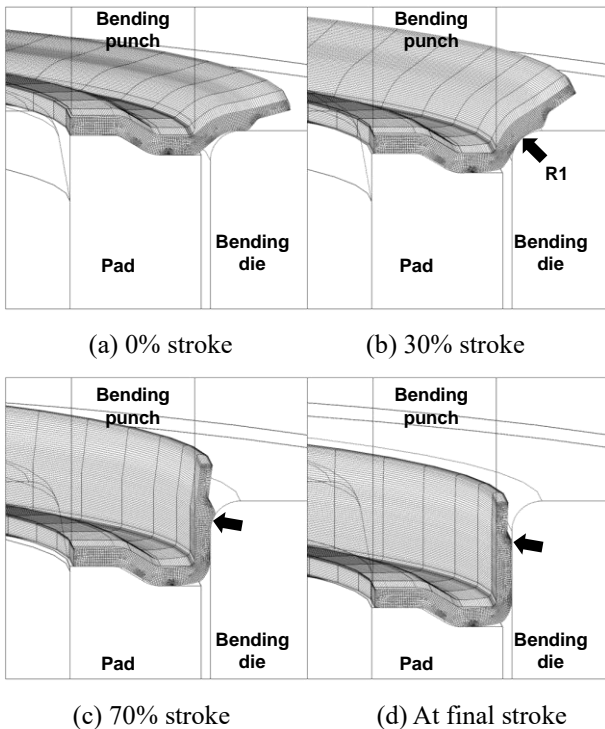 Bending
punch
Pad
Bending
die
(a) 0% stroke
Bending
punch
R1
Pad
Bending
die
(b) 30% stroke
Bending
punch
Pad
Bending
die
(c) 70% stroke
Bending
punch
Pad
Bending
die
(d) At final stroke